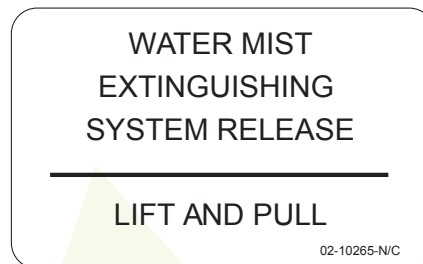 WATER MIST
EXTINGUISHING
SYSTEM RELEASE
LIFT AND PULL
02-10265-N/C